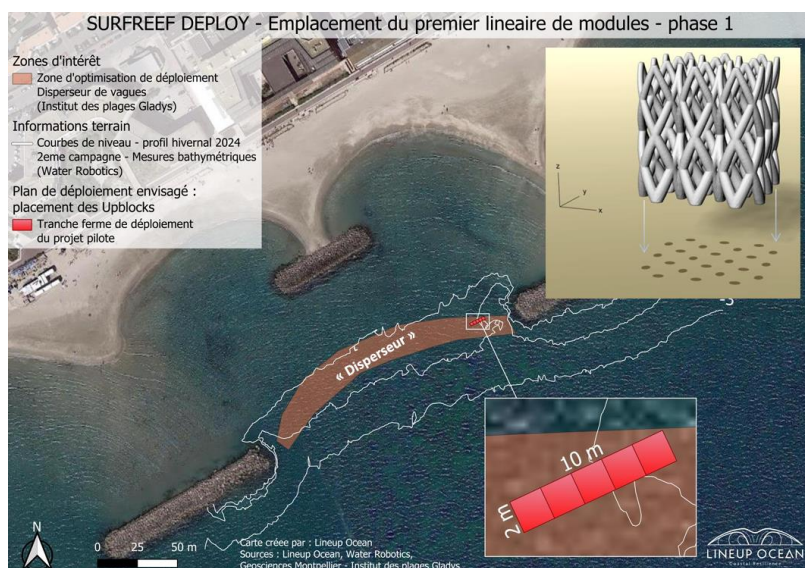 SURFREEF DEPLOY - Emplacement du premier lineaire de modules - phase 1
Zones d'intérêt
Zone d'optimisation de déploiement
Disperseur de vagues
(Institut des plages Gladys)
Informations terrain
Courbes de niveau - profil hivernal 2024
2eme campagne - Mesures bathymétriques
(Water Robotics)
Plan de déploiement envisagé :
placement des Upblocks
Tranche ferme de déploiement
du projet pilote
z
y
x
« Disperseur »
10 m
2 m
N
0 25 50 m
Carte créee par : Lineup Ocean
Sources : Lineup Ocean, Water Robotics,
Geosciences Montpellier - Institut des plages Gladys
LINEUP OCEAN
Coastal Resilience